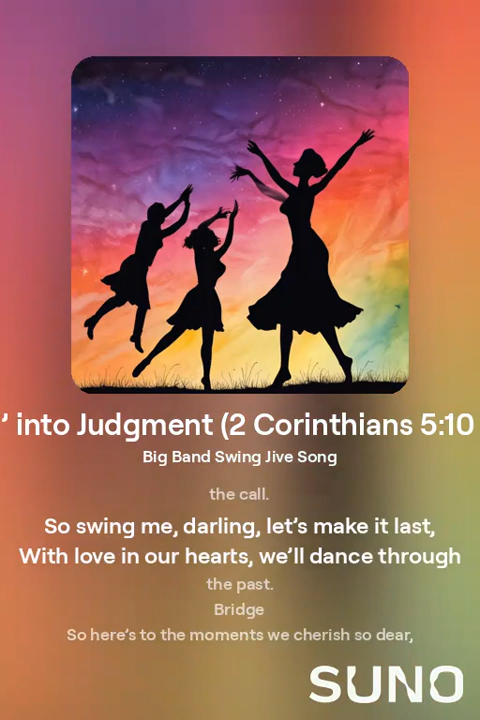 ’ into Judgment (2 Corinthians 5:10
Big Band Swing Jive Song
the call.
So swing me, darling, let’s make it last,
With love in our hearts, we’ll dance through
the past.
Bridge
So here’s to the moments we cherish so dear,
SUNO